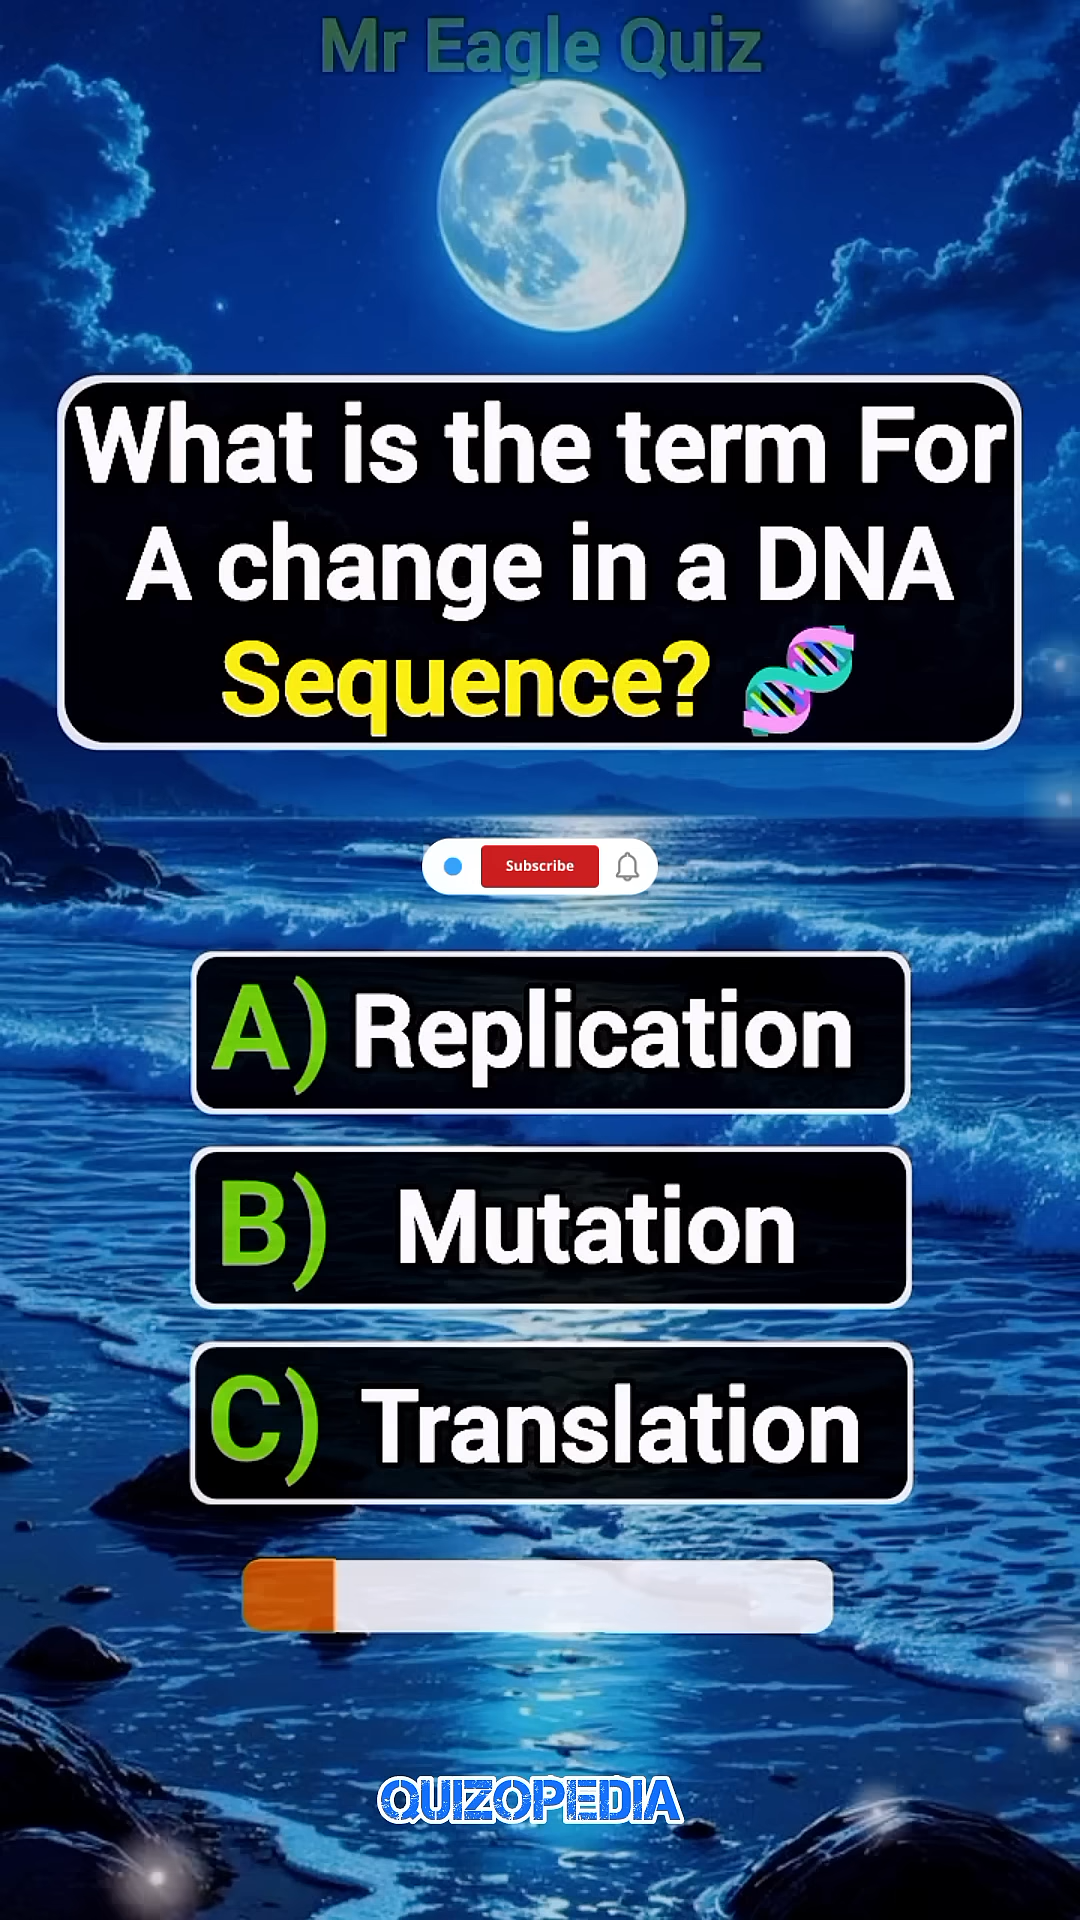 Mr Eagle Quiz
What is the term For
A change in a DNA
Sequence? 🧬
Subscribe
A) Replication
B) Mutation
C) Translation
QUIZOPEDIA